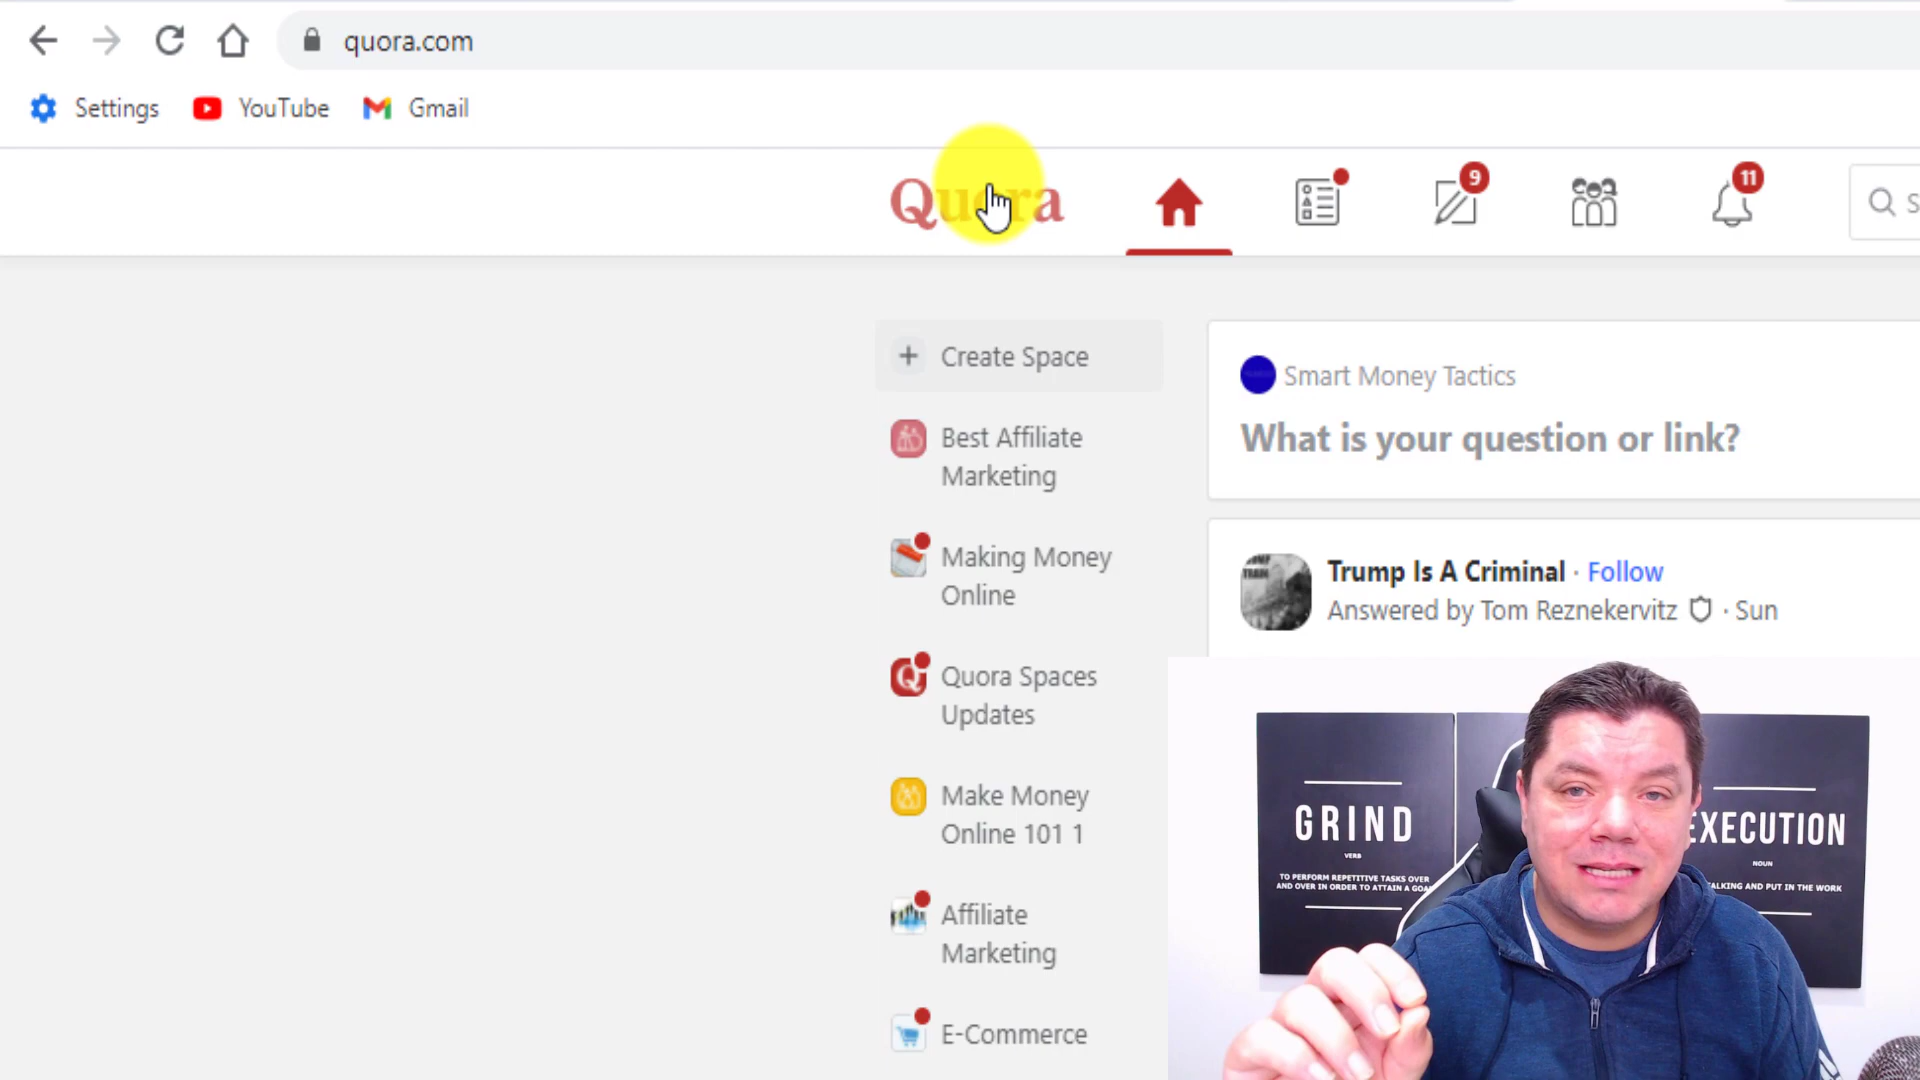 quora.com
Settings
YouTube
Gmail
Quora
9
11
S
Create Space
Best Affiliate
Marketing
Making Money
Online
Quora Spaces
Updates
Make Money
Online 101 1
Affiliate
Marketing
E-Commerce
Smart Money Tactics
What is your question or link?
Trump Is A Criminal · Follow
Answered by Tom Reznekervitz · Sun
GRIND
VERB
TO PERFORM REPETITIVE TASKS OVER
AND OVER IN ORDER TO ATTAIN A GOA
EXECUTION
NOUN
ALKING AND PUT IN THE WORK